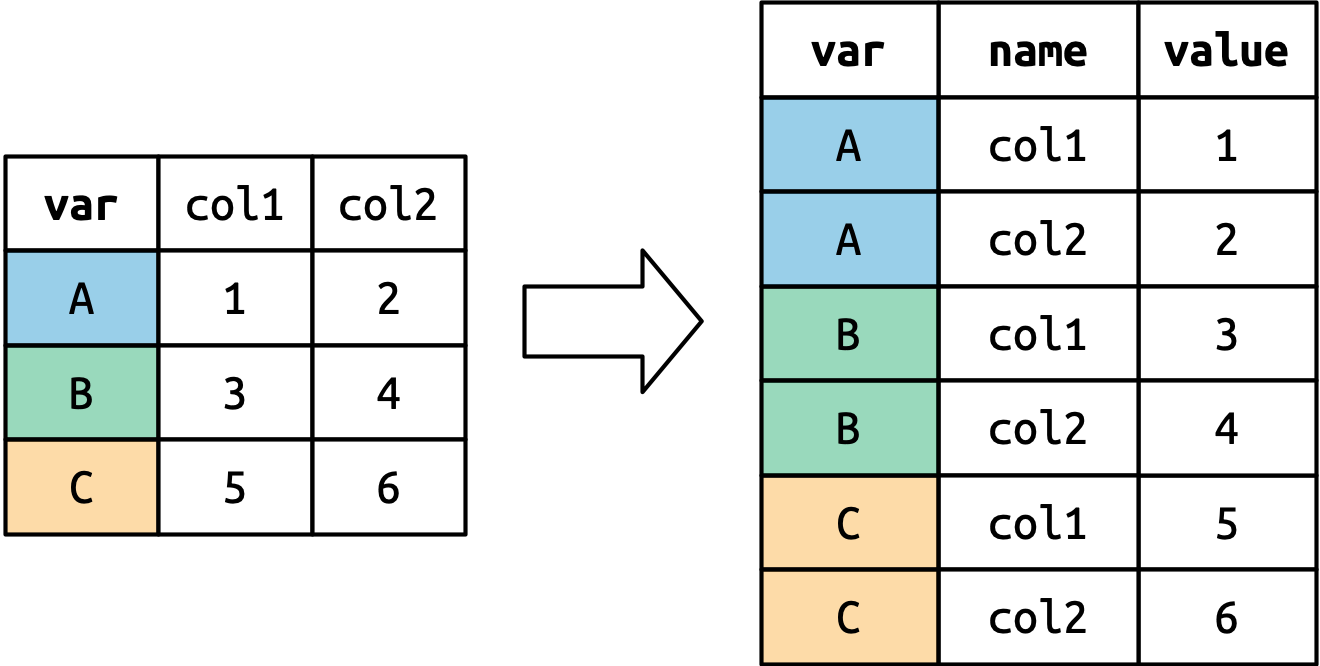 var col1 col2
A 1 2
B 3 4
C 5 6
var name value
A col1 1
A col2 2
B col1 3
B col2 4
C col1 5
C col2 6